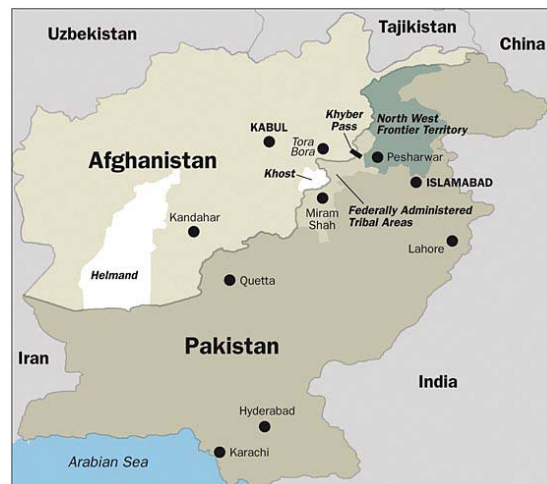 Uzbekistan
Tajikistan
China
Khyber
Pass
North West
Frontier Territory
KABUL
Tora
Bora
Pesharwar
Afghanistan
Khost
ISLAMABAD
Federally Administered
Tribal Areas
Miram
Shah
Kandahar
Lahore
Helmand
Quetta
Pakistan
Iran
India
Hyderabad
Karachi
Arabian Sea